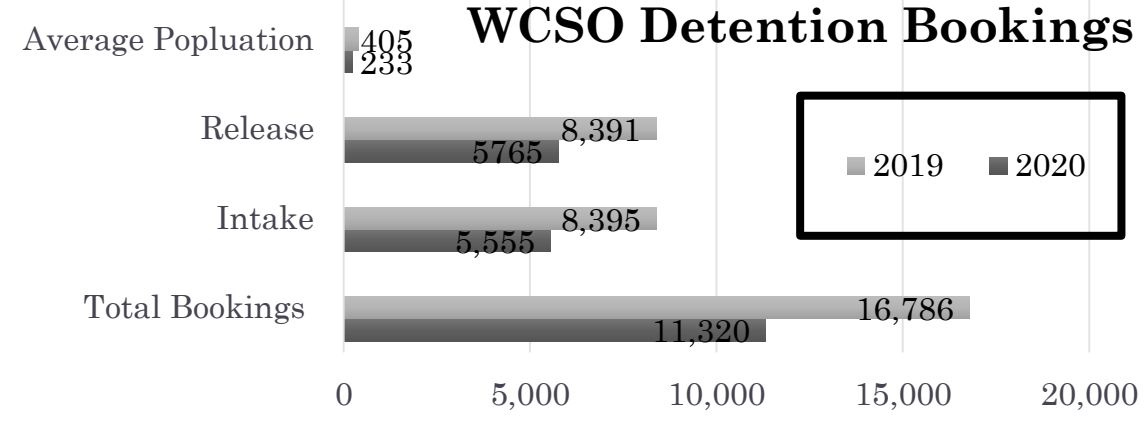 WCSO Detention Bookings
Average Popluation
405
233
Release
8,391
5765
2019
2020
Intake
8,395
5,555
Total Bookings
16,786
11,320
0 5,000 10,000 15,000 20,000